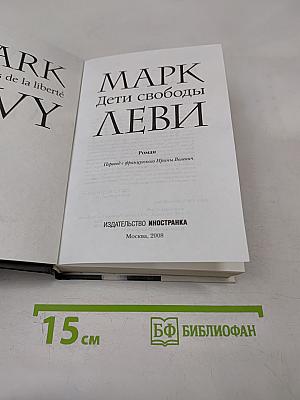 ARK
s de la liberté
VY
МАРК
Дети свободы
ЛЕВИ
Роман
Перевод с французского Ирины Волевич
ИЗДАТЕЛЬСТВО ИНОСТРАНКА
Москва, 2008
15 см
БФ БИБЛИОФАН